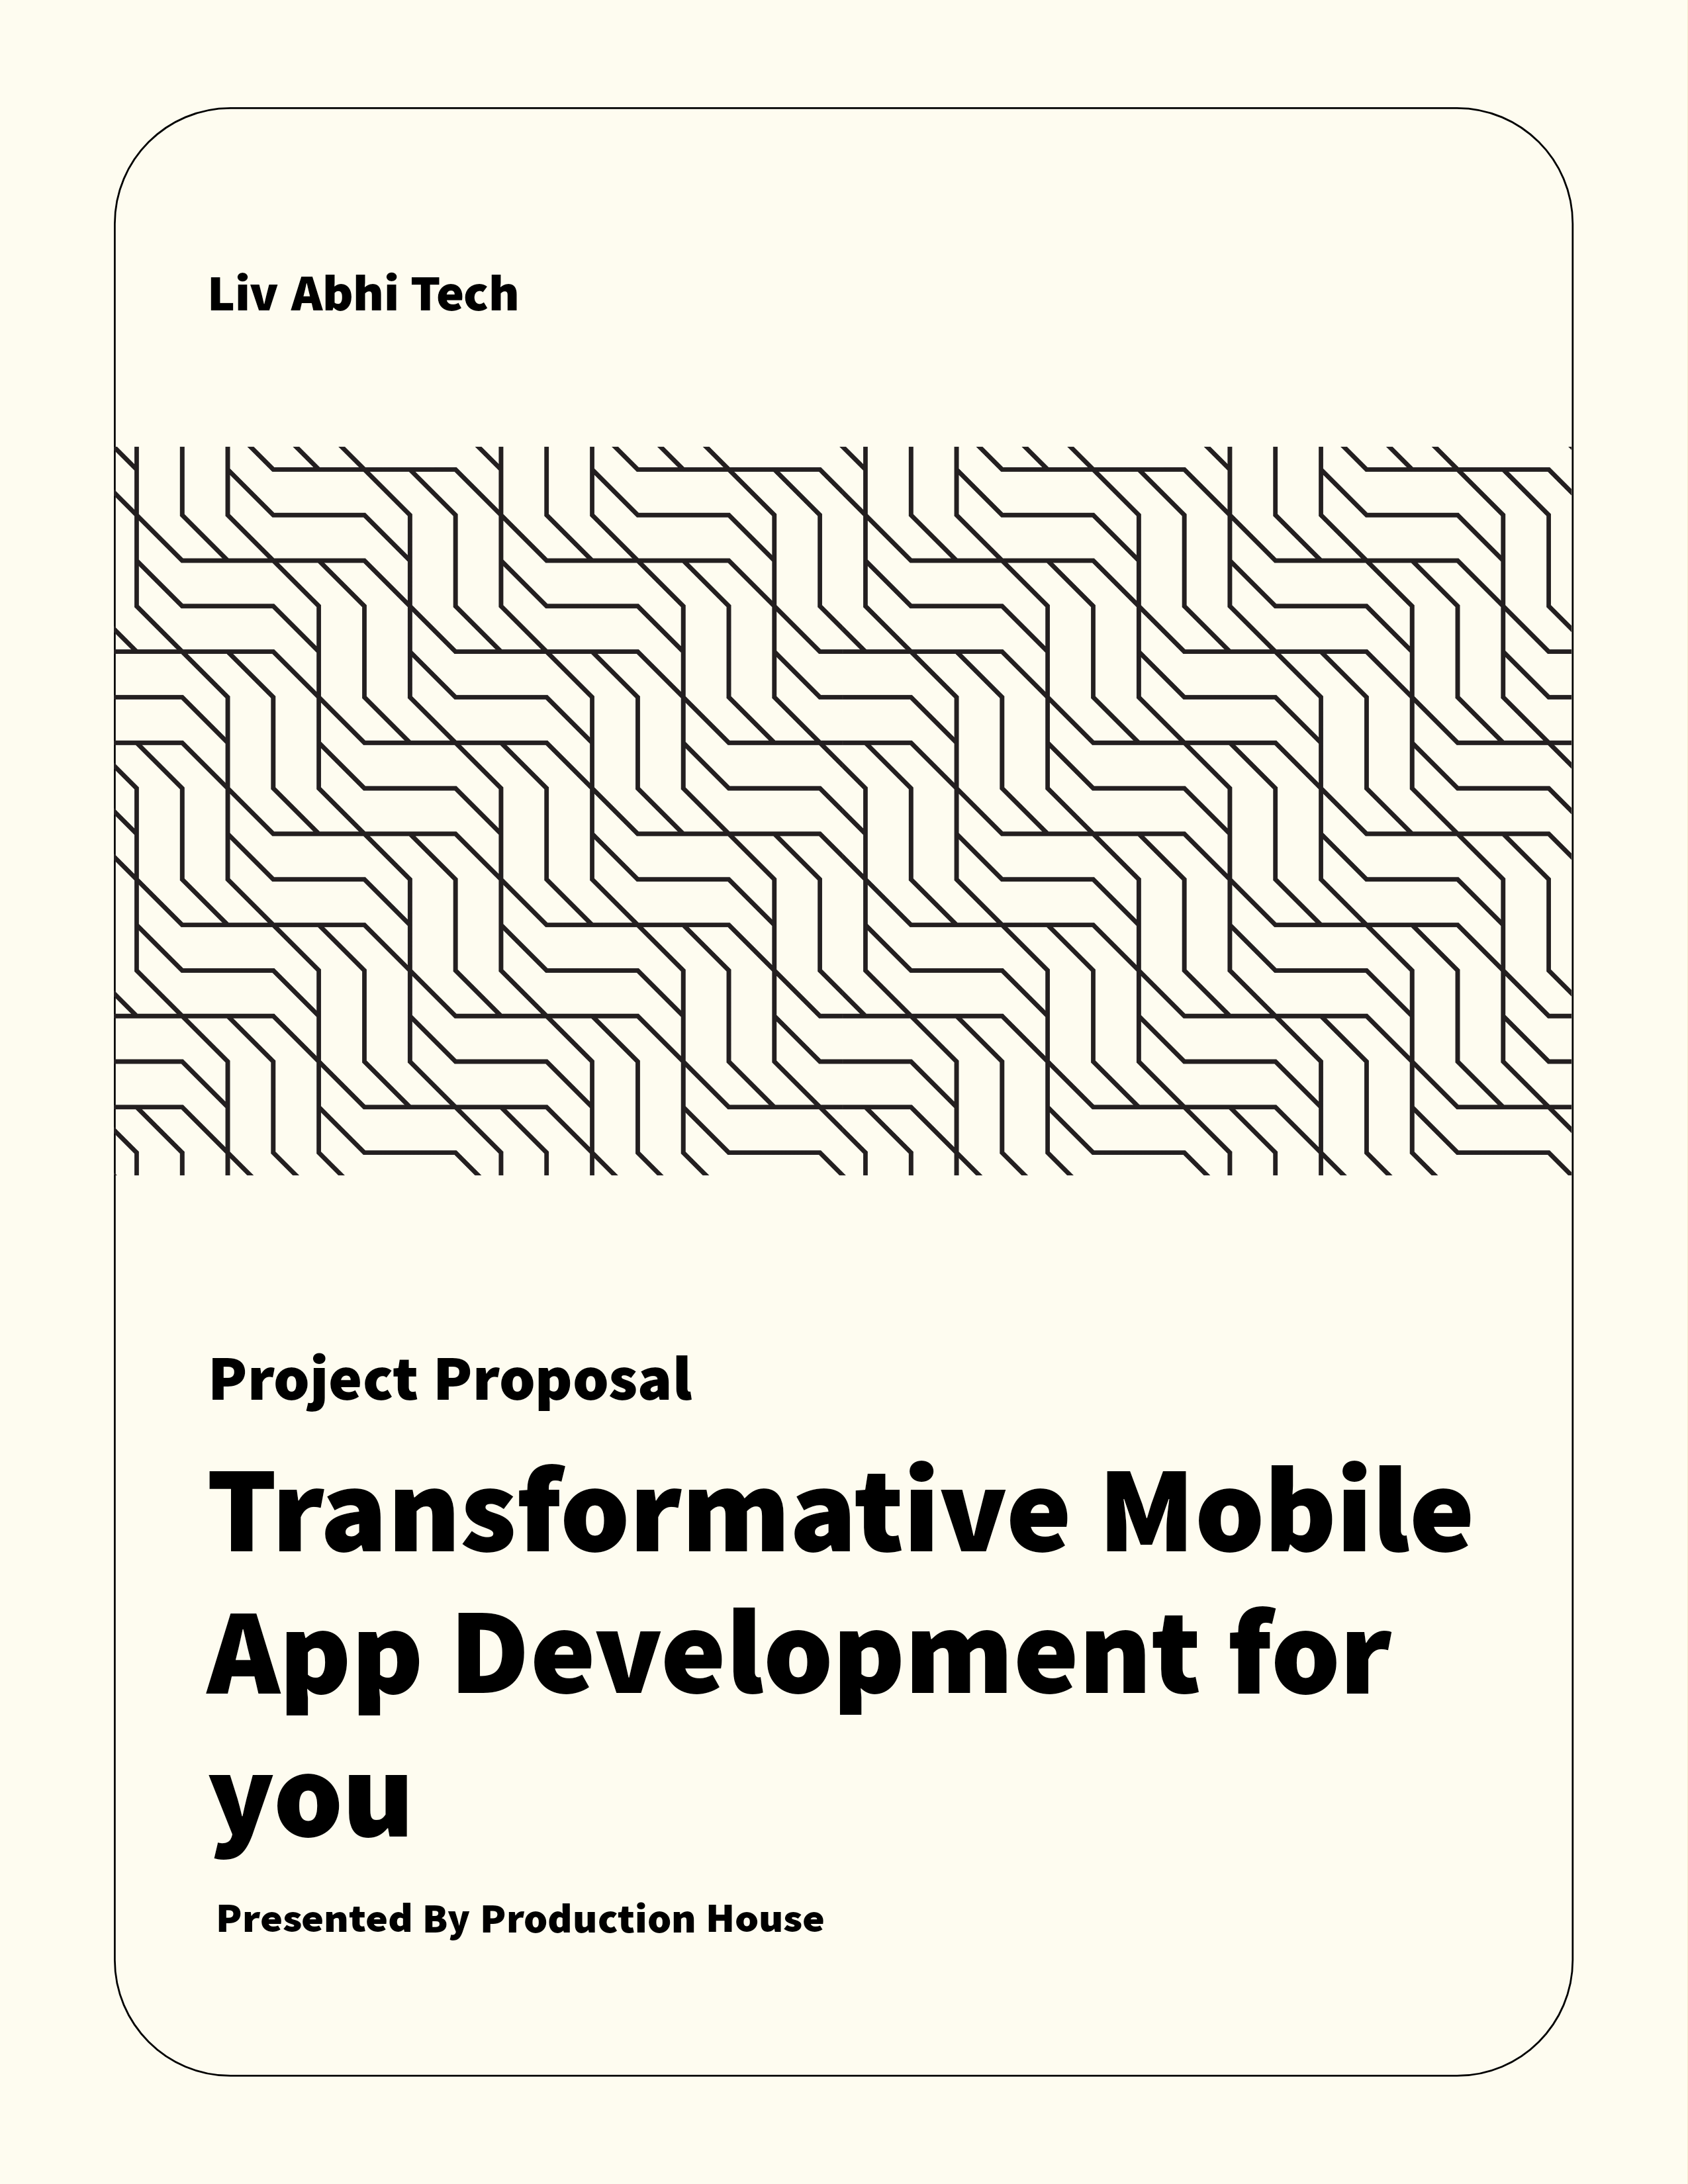 Liv Abhi Tech
Project Proposal
Transformative Mobile
App Development for
you
Presented By Production House